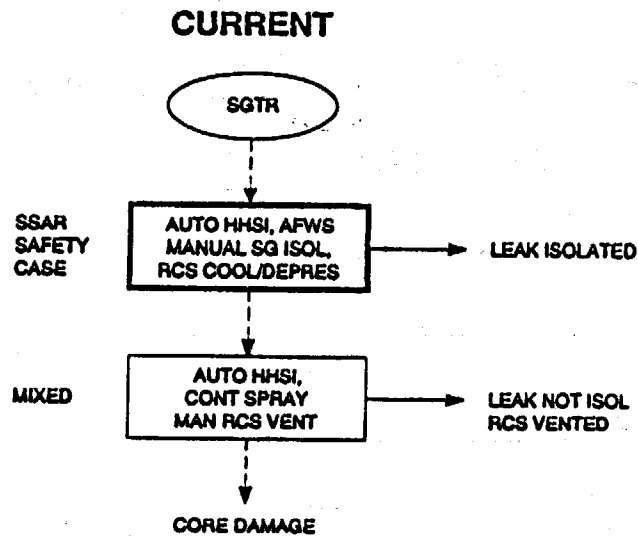 CURRENT
SGTR
SSAR
SAFETY
CASE
AUTO HHSI, AFWS
MANUAL SG ISOL,
RCS COOL/DEPRES
LEAK ISOLATED
MIXED
AUTO HHSI,
CONT SPRAY
MAN RCS VENT
LEAK NOT ISOL
RCS VENTED
CORE DAMAGE